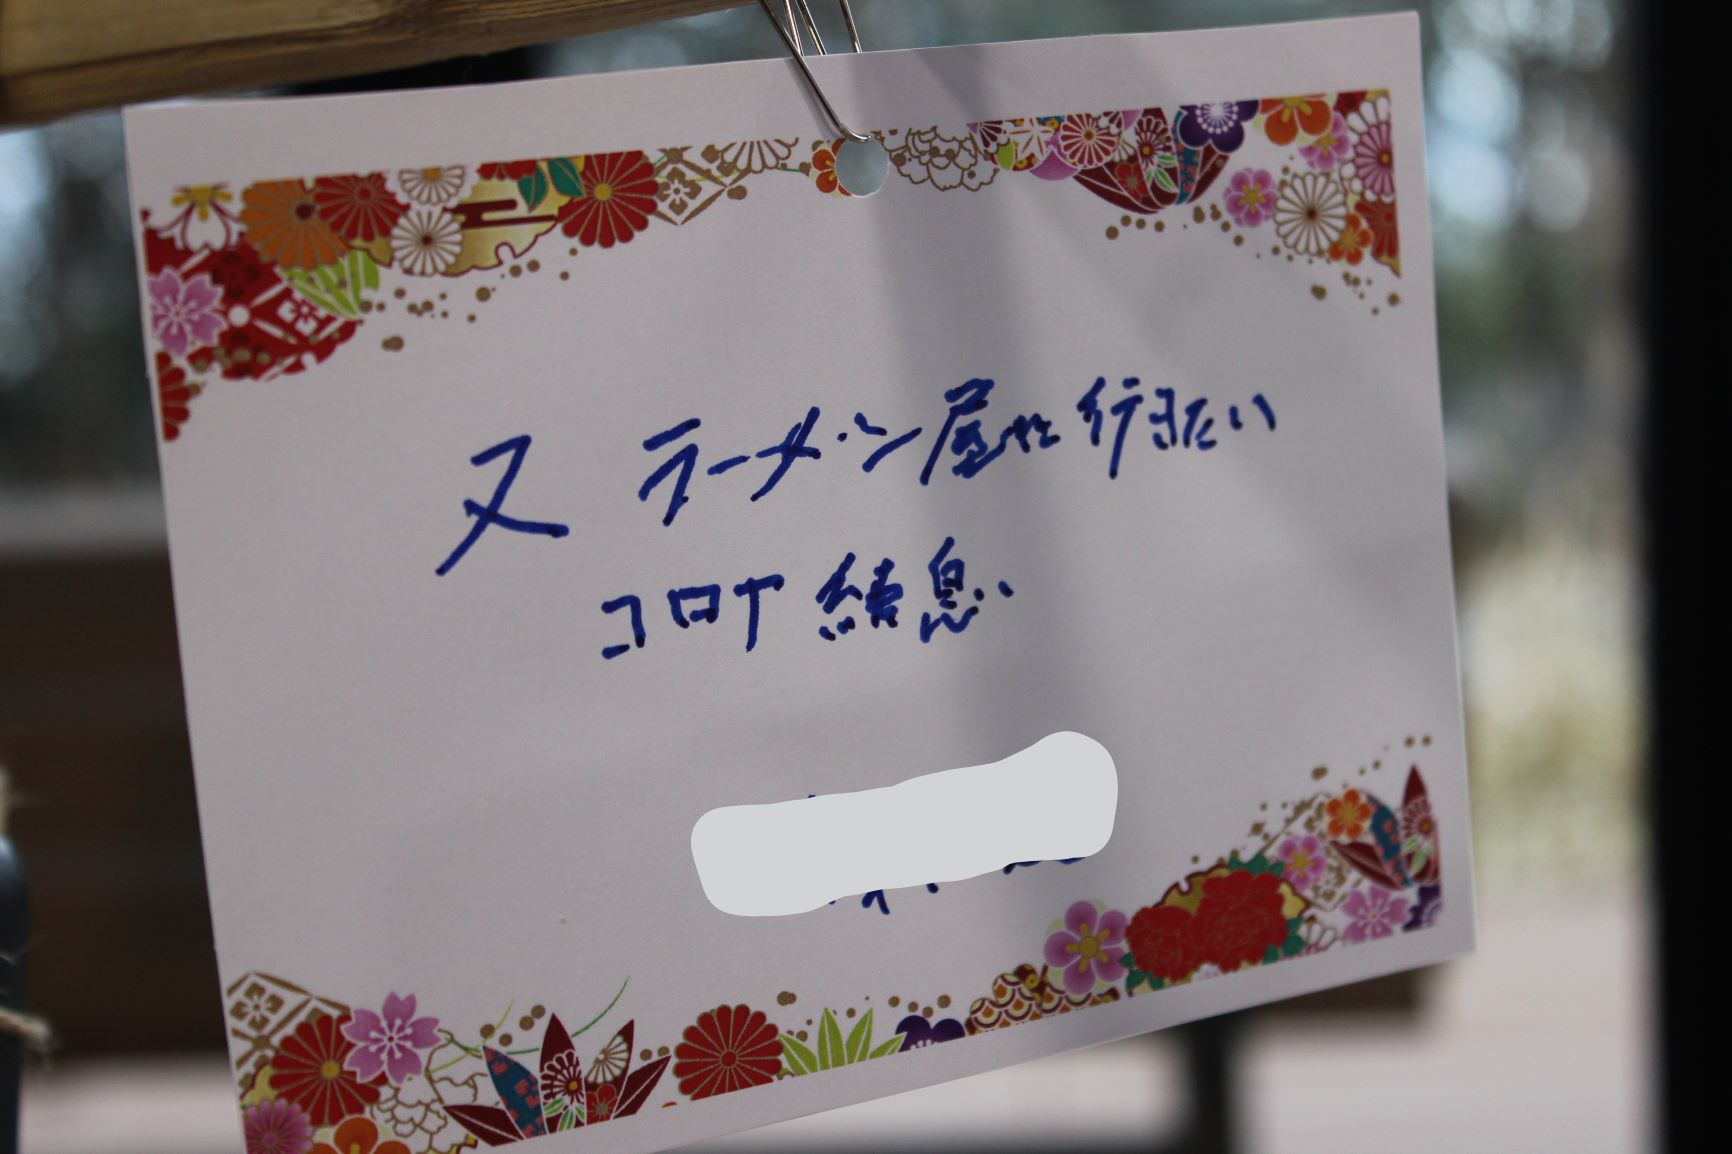 又 ラーメン屋に行きたい
コロナ 終息